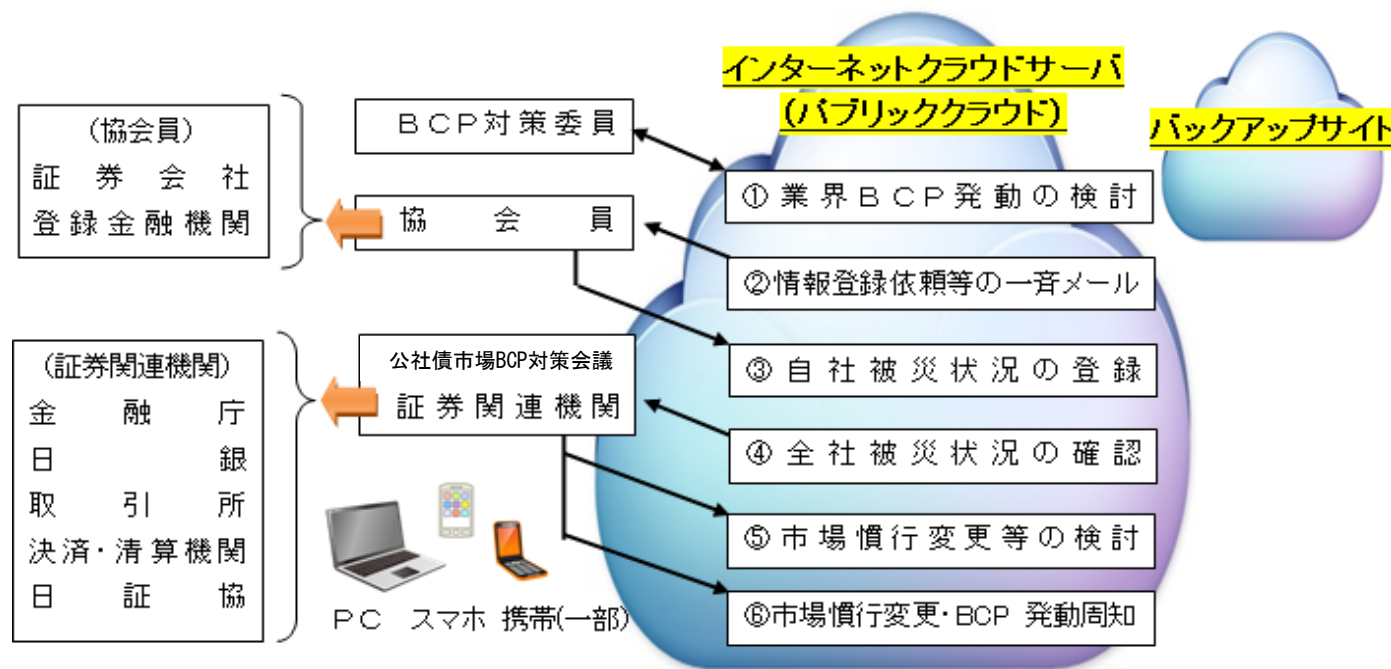 インターネットクラウドサーバ
(パブリッククラウド)
バックアップサイト
(協会員)
証券会社
登録金融機関
BCP対策委員
協会員
①業界BCP発動の検討
②情報登録依頼等の一斉メール
③自社被災状況の登録
④全社被災状況の確認
⑤市場慣行変更等の検討
⑥市場慣行変更・BCP 発動周知
公社債市場BCP対策会議
証券関連機関
(証券関連機関)
金融庁
日銀
取引所
決済・清算機関
日証協
PC スマホ 携帯(一部)